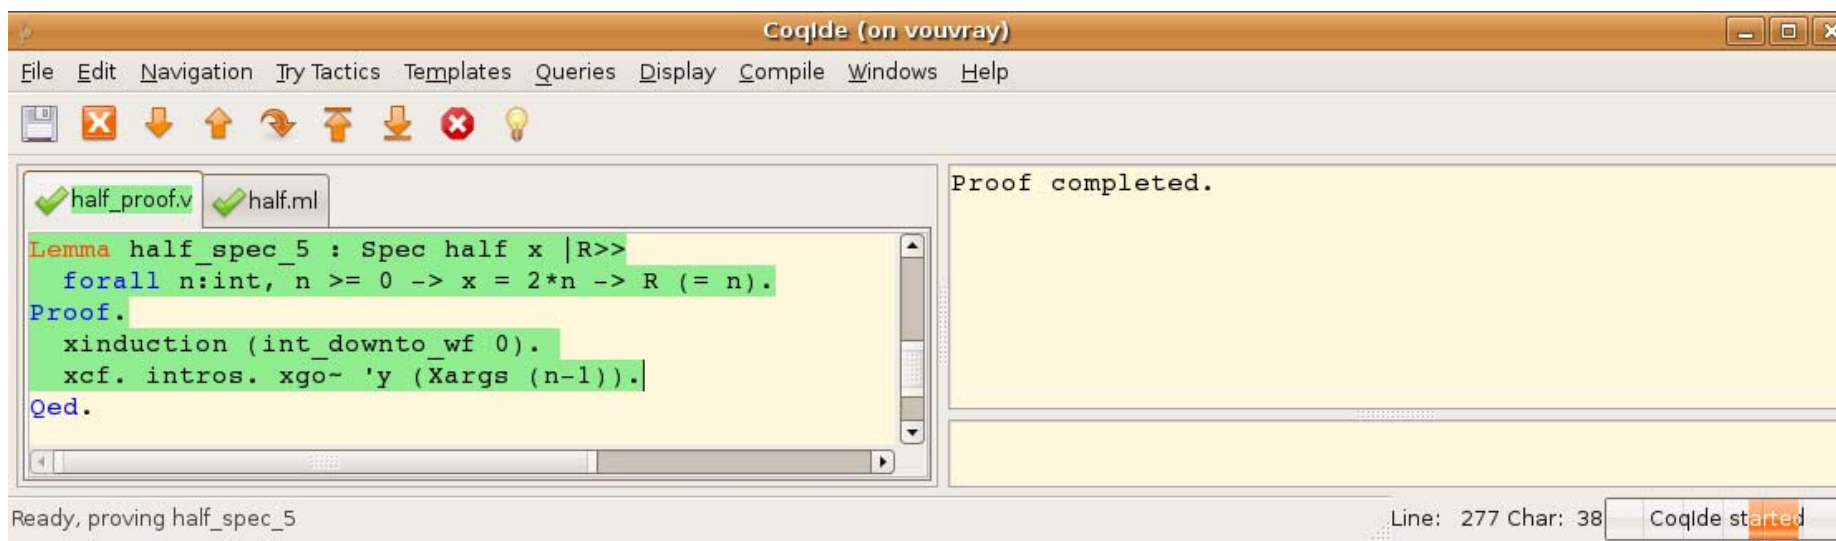 CoqIde (on vouvray)
File Edit Navigation Try Tactics Templates Queries Display Compile Windows Help
half_proof.v half.ml
Lemma half_spec_5 : Spec half x |R>>
  forall n:int, n >= 0 -> x = 2*n -> R (= n).
Proof.
  xinduction (int_downto_wf 0).
  xcf. intros. xgo~ 'y (Xargs (n-1)).
Qed.
Proof completed.
Ready, proving half_spec_5
Line: 277 Char: 38
CoqIde started